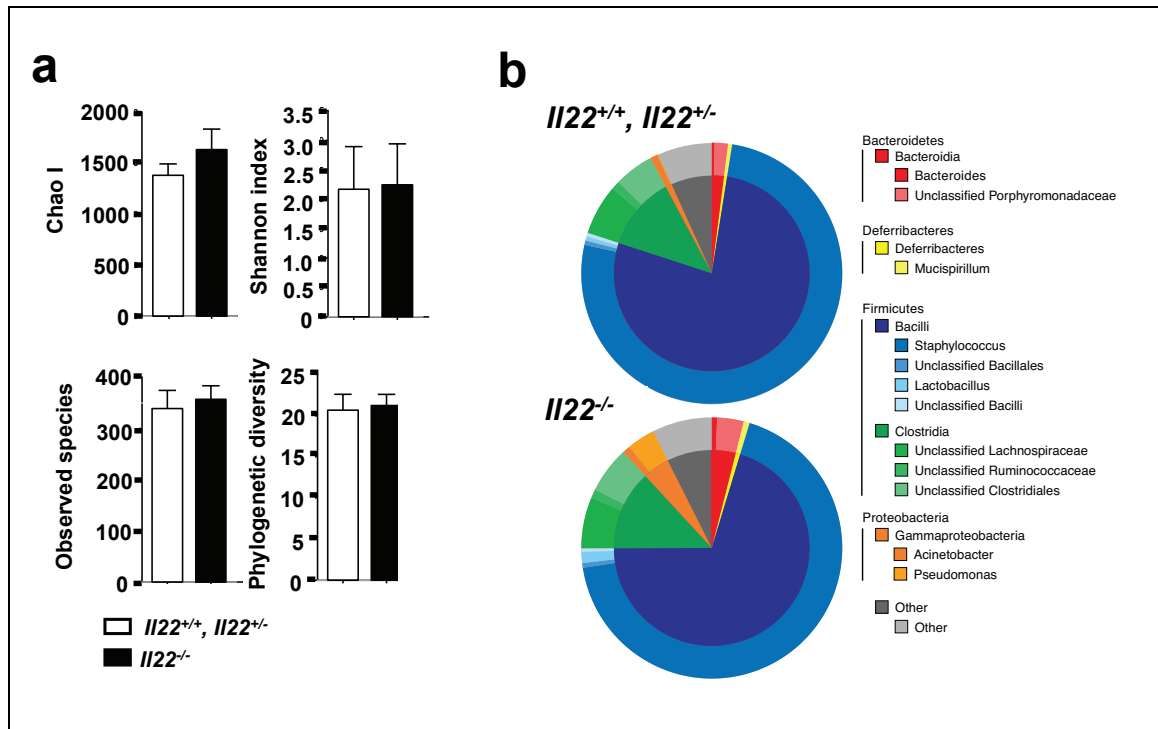 a
2000
1500
1000
500
0
Chao I
3.5
3.0
2.5
2.0
1.5
1.0
0.5
0
Shannon index
400
300
200
100
0
Observed species
25
20
15
10
5
0
Phylogenetic diversity
Il22+/+, Il22+/-
Il22-/-
b
Il22+/+, Il22+/-
Il22-/-
Bacteroidetes
Bacteroidia
Bacteroides
Unclassified Porphyromonadaceae
Deferribacteres
Deferribacteres
Mucispirillum
Firmicutes
Bacilli
Staphylococcus
Unclassified Bacillales
Lactobacillus
Unclassified Bacilli
Clostridia
Unclassified Lachnospiraceae
Unclassified Ruminococcaceae
Unclassified Clostridiales
Proteobacteria
Gammaproteobacteria
Acinetobacter
Pseudomonas
Other
Other